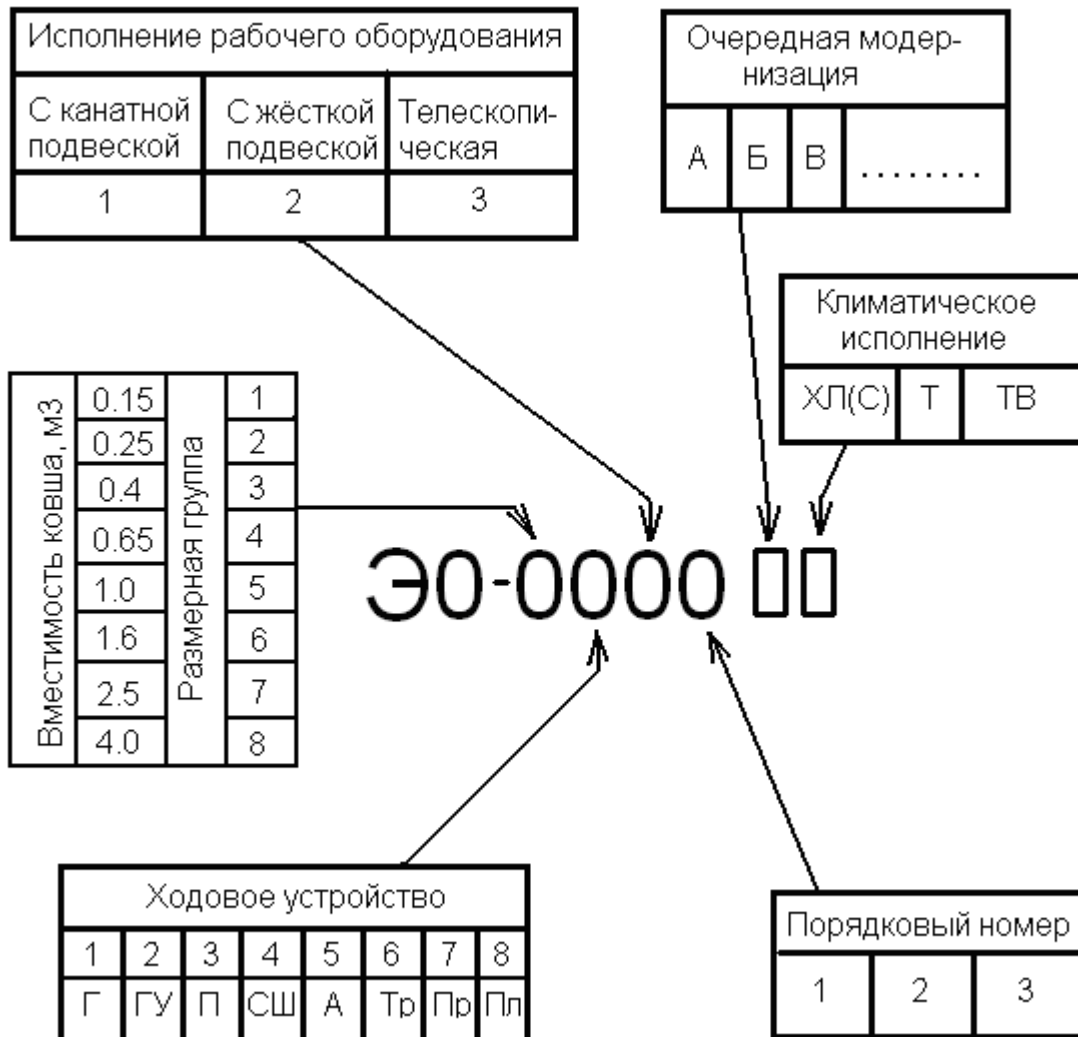 Исполнение рабочего оборудования
С канатной подвеской
С жёсткой подвеской
Телескопи-
ческая
1 2 3
Очередная модер-
низация
А Б В ........
Климатическое
исполнение
ХЛ(С) Т ТВ
Вместимость ковша, м3
Размерная группа
0.15 1
0.25 2
0.4 3
0.65 4
1.0 5
1.6 6
2.5 7
4.0 8
ЭО-0000
Ходовое устройство
1 2 3 4 5 6 7 8
Г ГУ П СШ А Тр Пр Пл
Порядковый номер
1 2 3